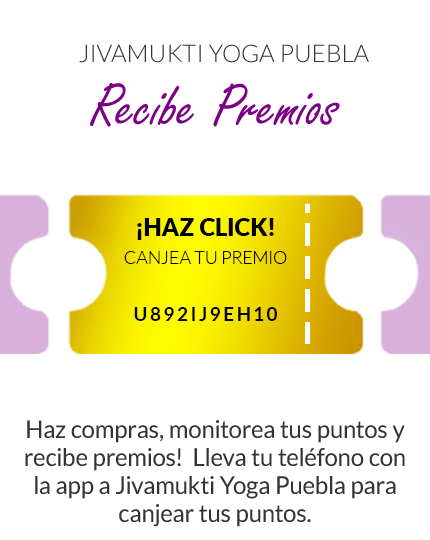 JIVAMUKTI YOGA PUEBLA
Recibe Premios
¡HAZ CLICK!
CANJEA TU PREMIO
U892IJ9EH10
Haz compras, monitorea tus puntos y
recibe premios! Lleva tu teléfono con
la app a Jivamukti Yoga Puebla para
canjear tus puntos.